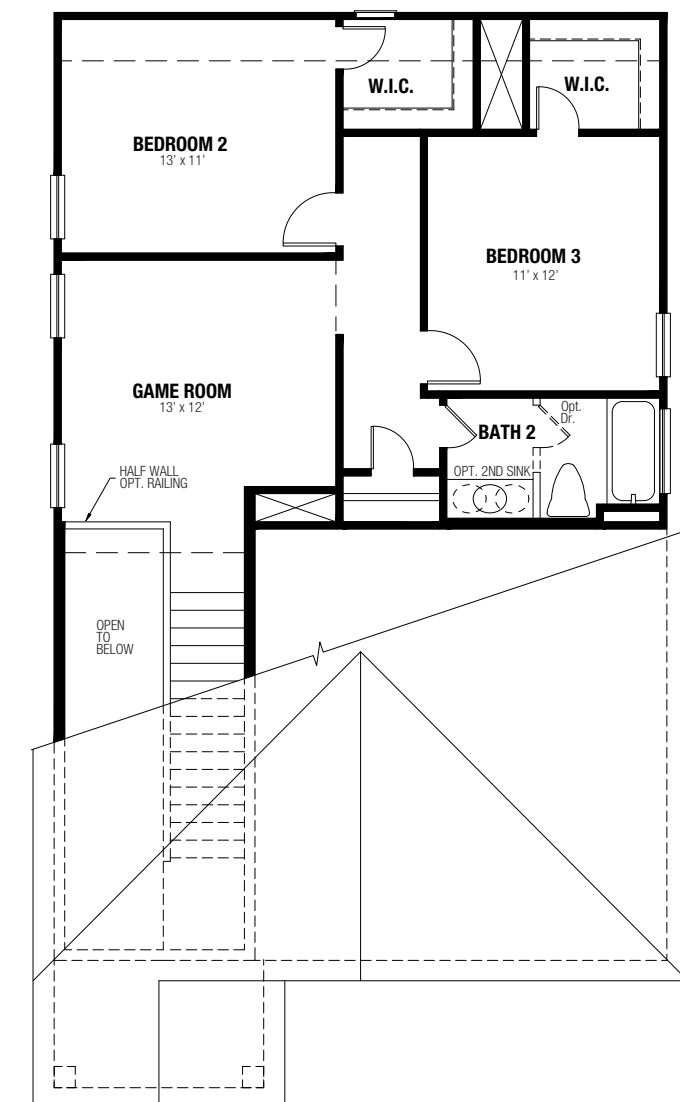 W.I.C.
W.I.C.
BEDROOM 2
13' x 11'
BEDROOM 3
11' x 12'
GAME ROOM
13' x 12'
Opt.
Dr.
BATH 2
HALF WALL
OPT. RAILING
OPT. 2ND SINK
OPEN
TO
BELOW